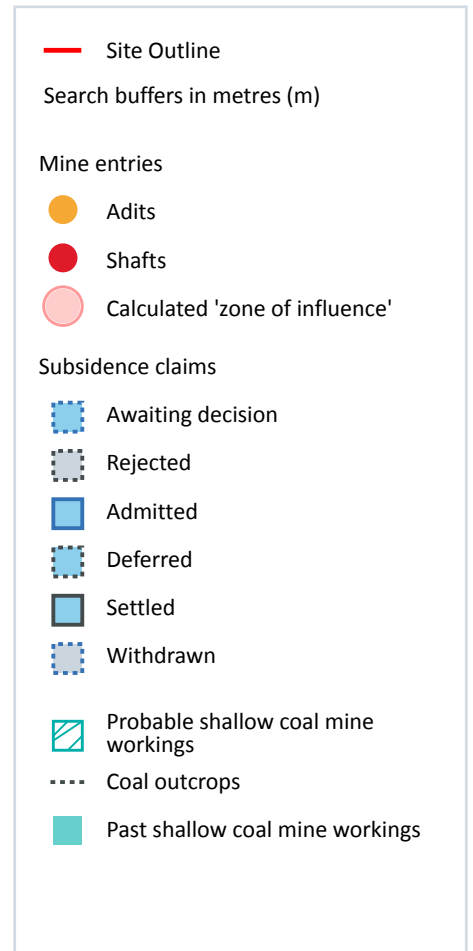 Site Outline
Search buffers in metres (m)
Mine entries
Adits
Shafts
Calculated 'zone of influence'
Subsidence claims
Awaiting decision
Rejected
Admitted
Deferred
Settled
Withdrawn
Probable shallow coal mine
workings
Coal outcrops
Past shallow coal mine workings